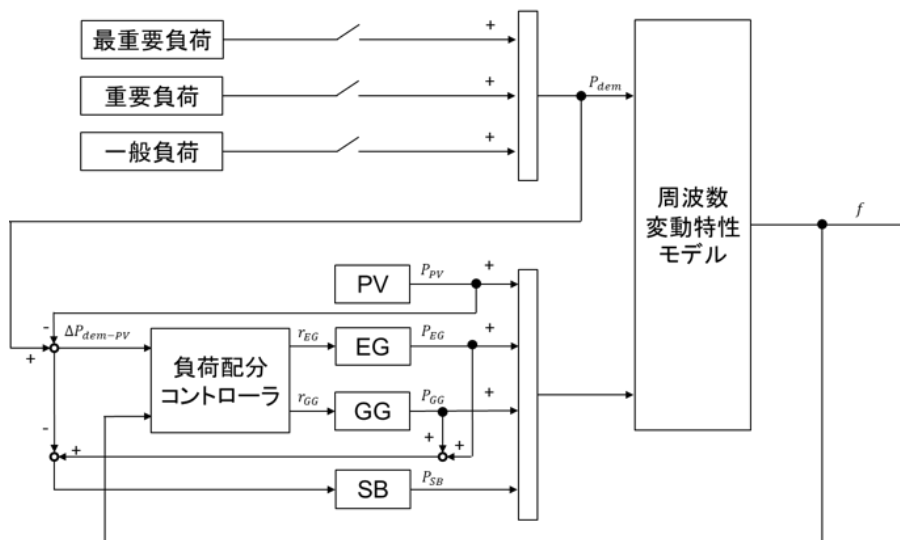 最重要負荷
+
重要負荷
+
P_dem
一般負荷
+
周波数
変動特性
モデル
f
PV
P_PV
+
-
ΔP_dem-PV
+
負荷配分
コントローラ
r_EG
EG
P_EG
+
r_GG
GG
P_GG
+
-
+
+
+
SB
P_SB